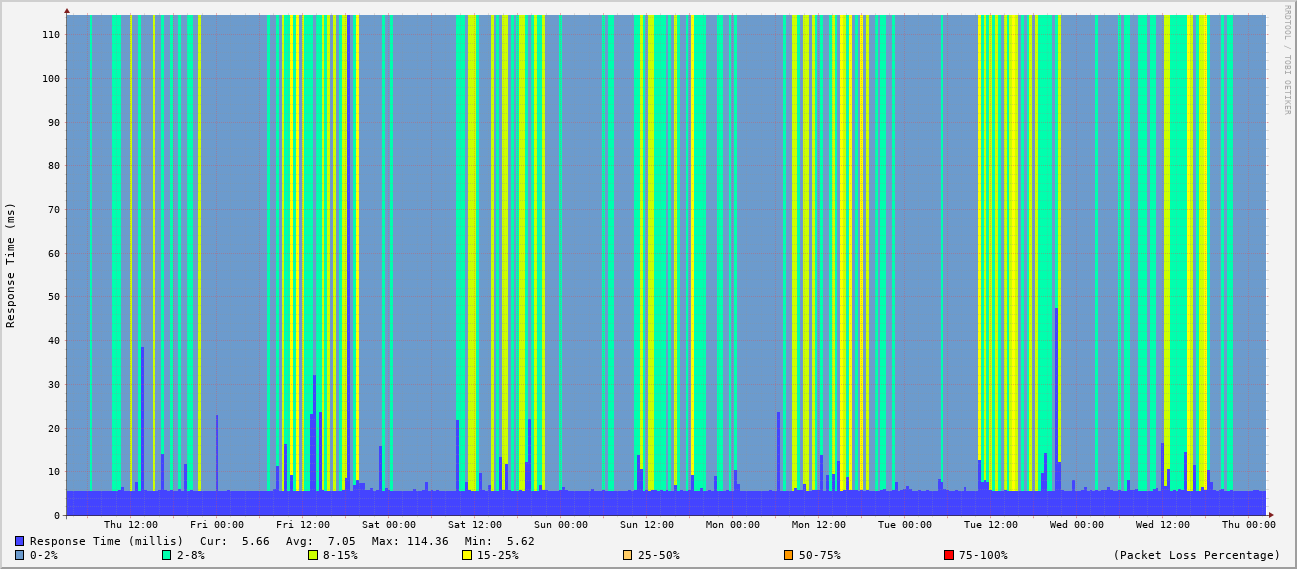 RRDTOOL / TOBI OETIKER
Response Time (ms)
110
100
90
80
70
60
50
40
30
20
10
0
Thu 12:00 Fri 00:00 Fri 12:00 Sat 00:00 Sat 12:00 Sun 00:00 Sun 12:00 Mon 00:00 Mon 12:00 Tue 00:00 Tue 12:00 Wed 00:00 Wed 12:00 Thu 00:00
Response Time (millis) Cur: 5.66 Avg: 7.05 Max: 114.36 Min: 5.62
0-2% 2-8% 8-15% 15-25% 25-50% 50-75% 75-100% (Packet Loss Percentage)